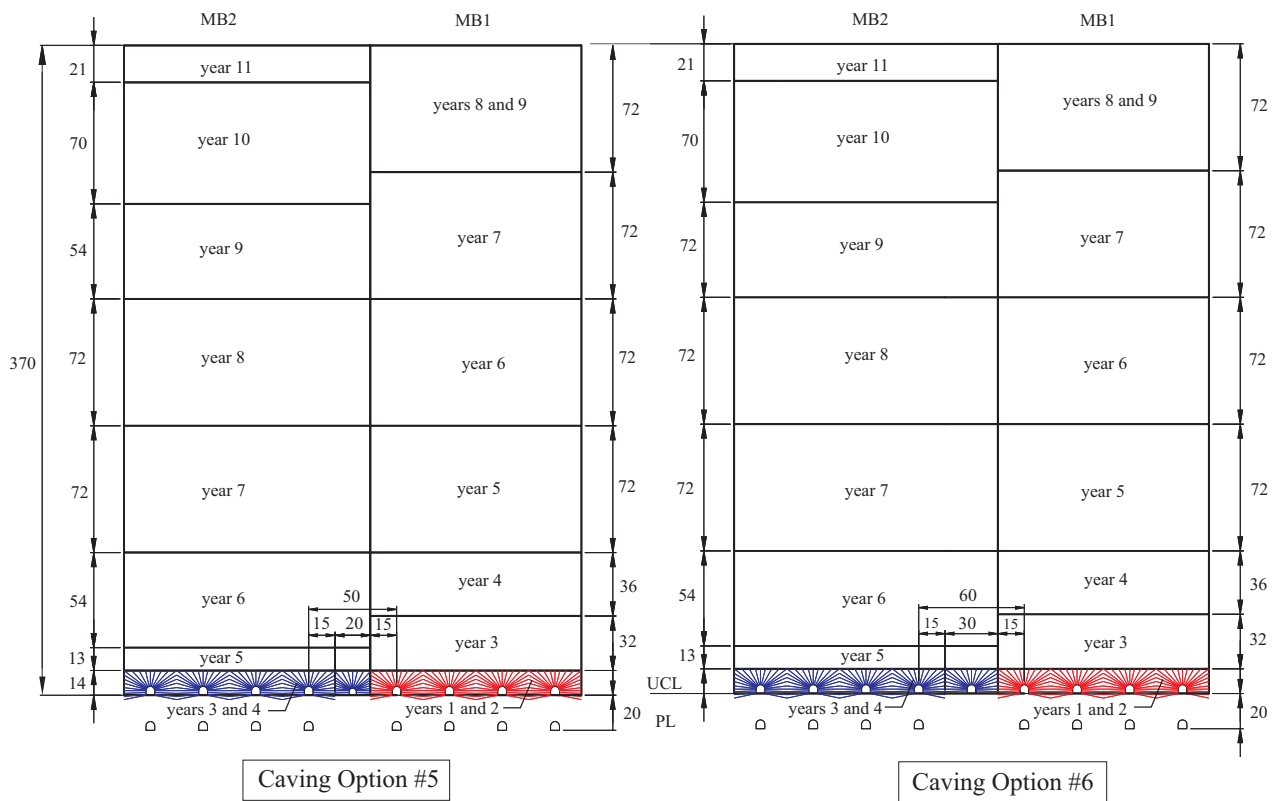 MB2 MB1 MB2 MB1
21 year 11 years 8 and 9 72 21 year 11 years 8 and 9 72
70 year 10 70 year 10
54 year 9 year 7 72 72 year 9 year 7 72
370 72 year 8 year 6 72 72 year 8 year 6 72
72 year 7 year 5 72 72 year 7 year 5 72
54 year 6 year 4 36 54 year 6 year 4 36
50 60
15 20 15 15 30 15
13 year 5 year 3 32 13 year 5 year 3 32
14 UCL
years 3 and 4 years 1 and 2 years 3 and 4 years 1 and 2
20 PL 20
Caving Option #5 Caving Option #6